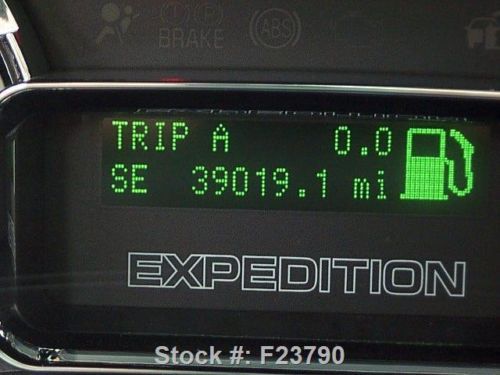 BRAKE
ABS
TRIP A 0.0
SE 39019.1 mi
EXPEDITION
Stock #: F23790